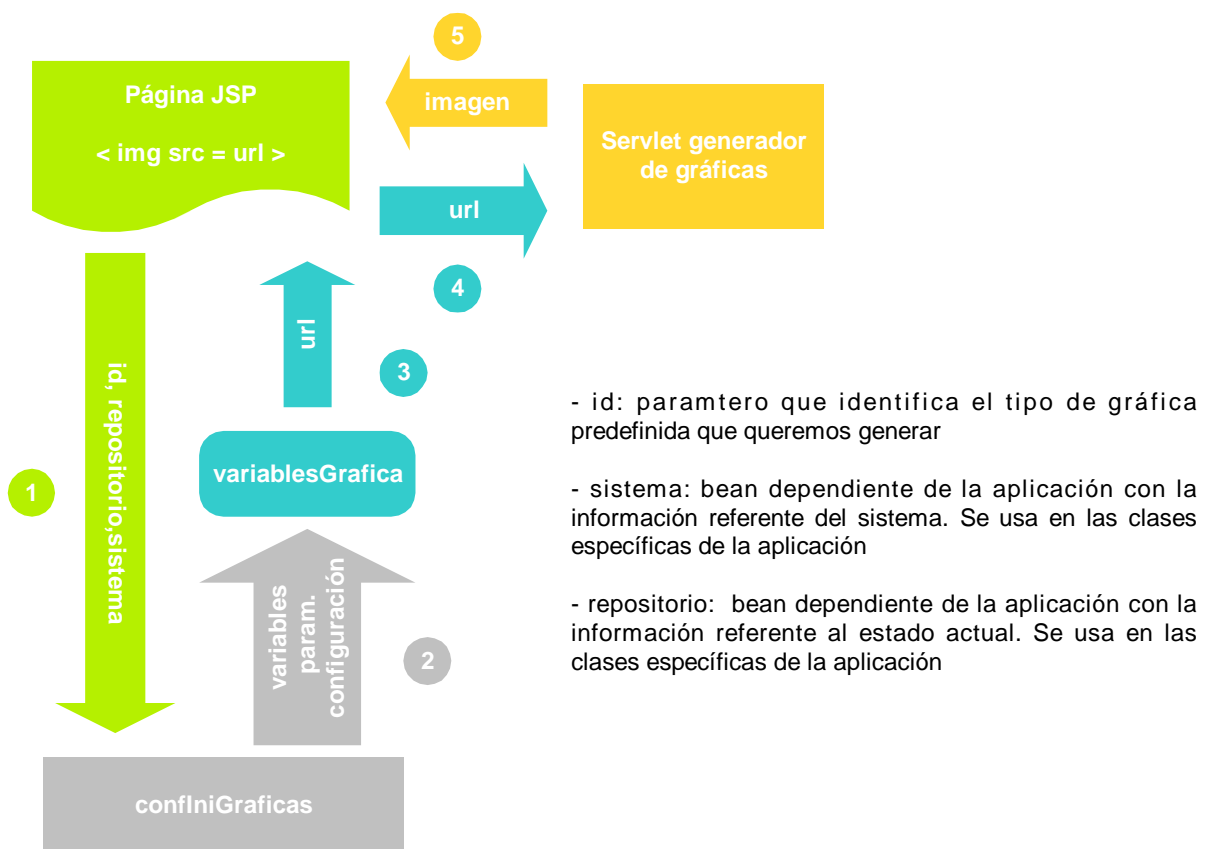 5
Página JSP
< img src = url >
imagen
Servlet generador
de gráficas
url
4
url
3
id, repositorio,sistema
1
variablesGrafica
variables
param.
configuración
2
confIniGraficas
- id: paramtero que identifica el tipo de gráfica
predefinida que queremos generar
- sistema: bean dependiente de la aplicación con la
información referente del sistema. Se usa en las clases
específicas de la aplicación
- repositorio: bean dependiente de la aplicación con la
información referente al estado actual. Se usa en las
clases específicas de la aplicación